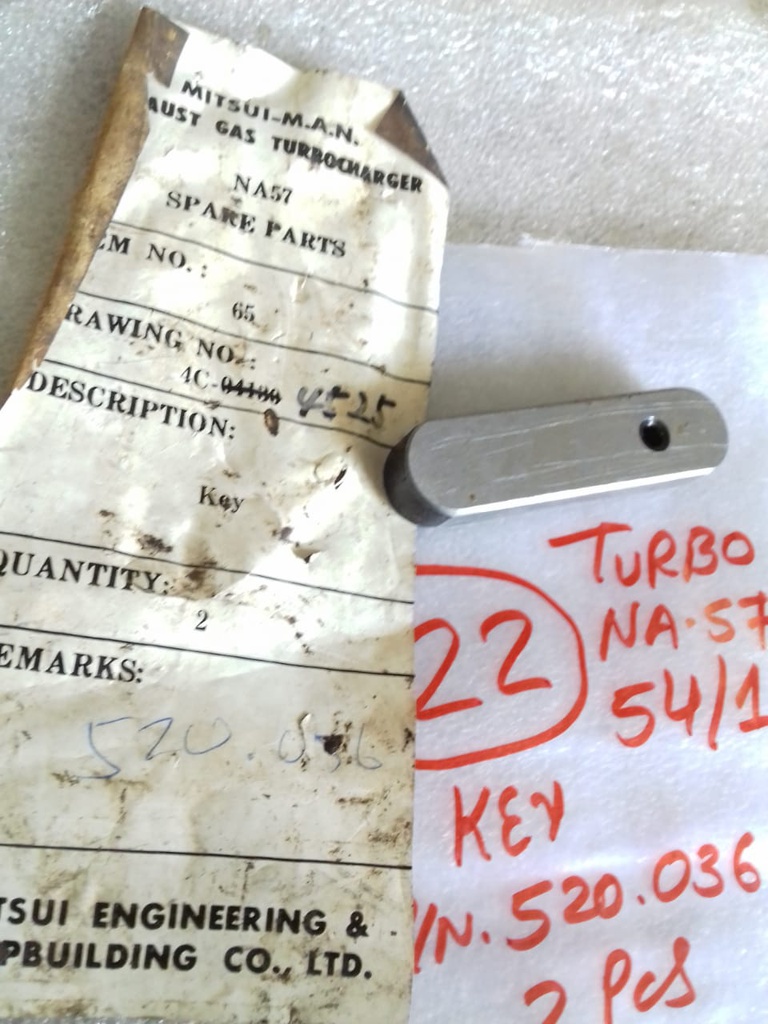 MITSUI-M.A.N.
AUST GAS TURBOCHARGER
NA57
SPARE PARTS
EM NO.:
65
RAWING NO.:
4C-04180 4525
DESCRIPTION:
Key
QUANTITY:
2
EMARKS:
520.036
TSUI ENGINEERING &
PBUILDING CO., LTD.
TURBO
22
NA-57
54/1
KEY
/N. 520.036
2 PCS